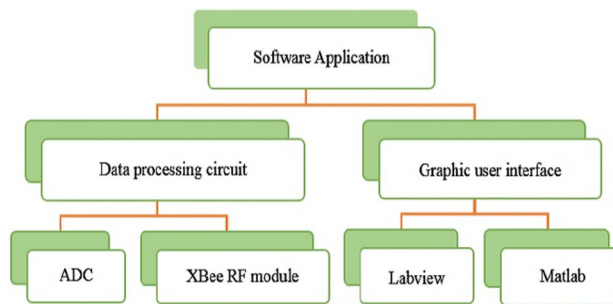 Software Application
Data processing circuit
Graphic user interface
ADC
XBee RF module
Labview
Matlab